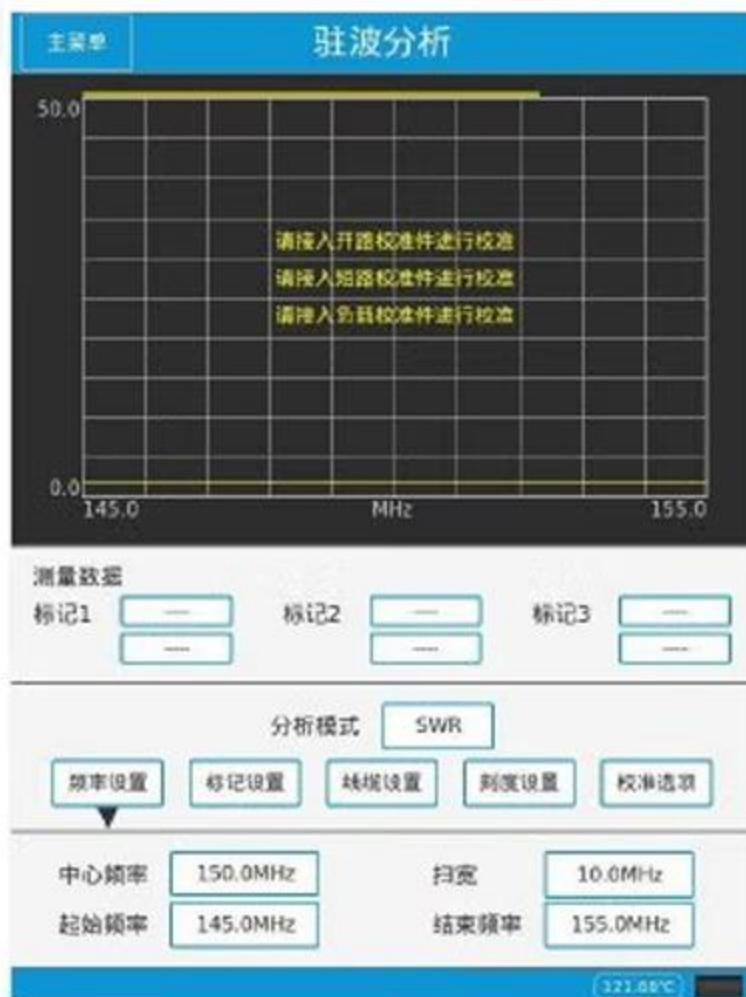 主菜单 驻波分析
50.0
请接入开路校准件进行校准
请接入短路校准件进行校准
请接入负载校准件进行校准
0.0
145.0 MHz 155.0
测量数据
标记1 ---- 标记2 ---- 标记3 ----
---- ---- ----
分析模式 SWR
频率设置 标记设置 线缆设置 刻度设置 校准选项
中心频率 150.0MHz 扫宽 10.0MHz
起始频率 145.0MHz 结束频率 155.0MHz